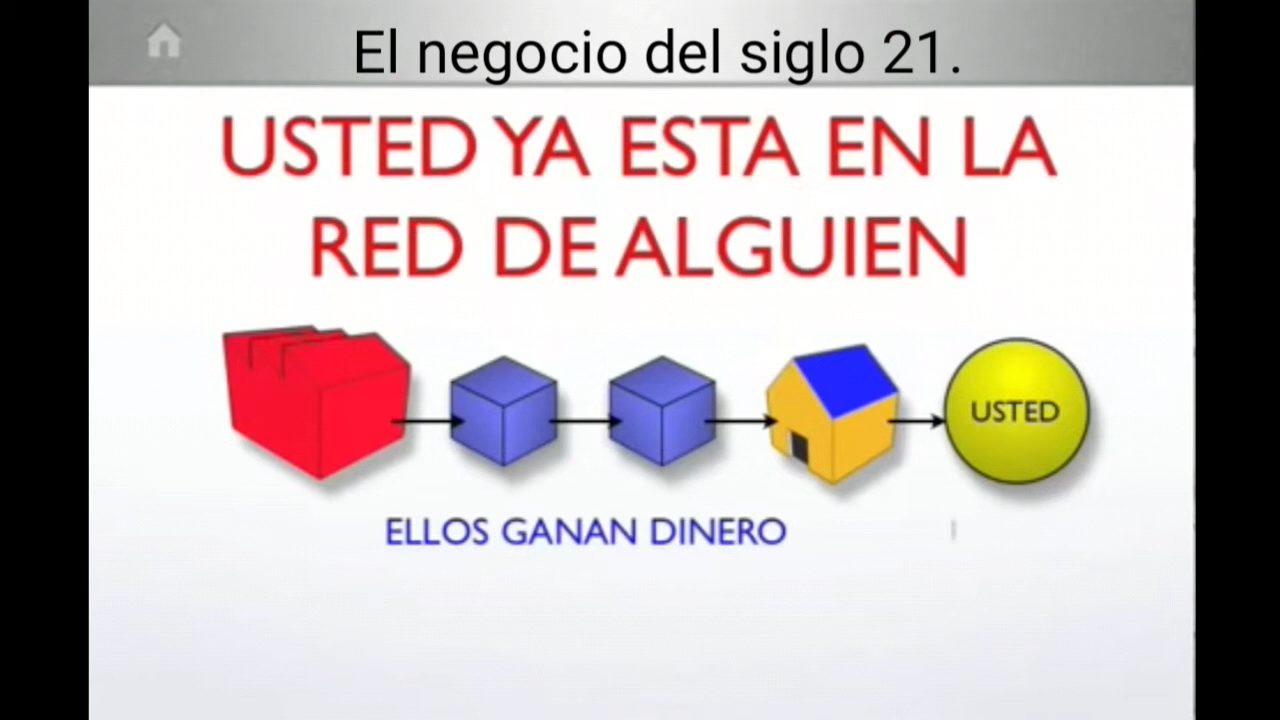 El negocio del siglo 21.
USTED YA ESTA EN LA
RED DE ALGUIEN
USTED
ELLOS GANAN DINERO